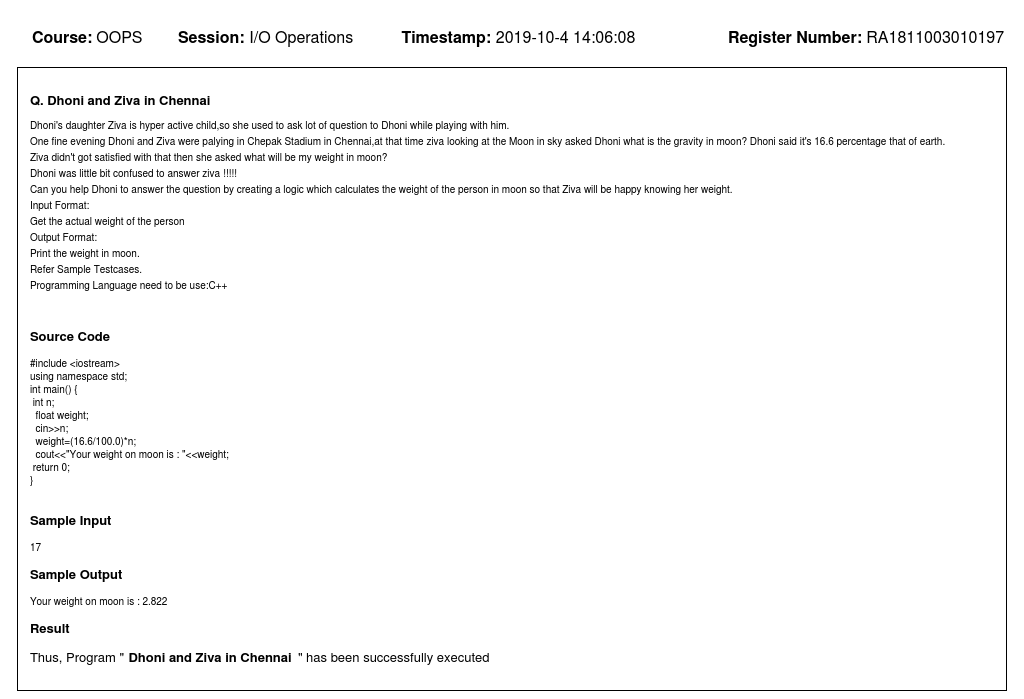 Course: OOPS Session: I/O Operations Timestamp: 2019-10-4 14:06:08 Register Number: RA1811003010197
Q. Dhoni and Ziva in Chennai
Dhoni's daughter Ziva is hyper active child,so she used to ask lot of question to Dhoni while playing with him.
One fine evening Dhoni and Ziva were palying in Chepak Stadium in Chennai,at that time ziva looking at the Moon in sky asked Dhoni what is the gravity in moon? Dhoni said it's 16.6 percentage that of earth.
Ziva didn't got satisfied with that then she asked what will be my weight in moon?
Dhoni was little bit confused to answer ziva !!!!!
Can you help Dhoni to answer the question by creating a logic which calculates the weight of the person in moon so that Ziva will be happy knowing her weight.
Input Format:
Get the actual weight of the person
Output Format:
Print the weight in moon.
Refer Sample Testcases.
Programming Language need to be use:C++
Source Code
#include <iostream>
using namespace std;
int main() {
int n;
float weight;
cin>>n;
weight=(16.6/100.0)*n;
cout<<"Your weight on moon is : "<<weight;
return 0;
}
Sample Input
17
Sample Output
Your weight on moon is : 2.822
Result
Thus, Program " Dhoni and Ziva in Chennai " has been successfully executed